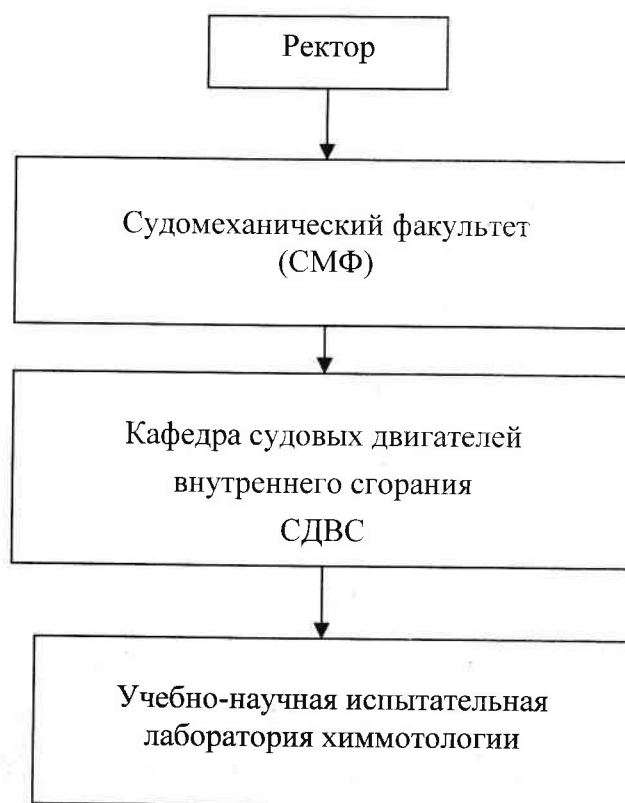 Ректор
Судомеханический факультет
(СМФ)
Кафедра судовых двигателей
внутреннего сгорания
СДВС
Учебно-научная испытательная
лаборатория химмотологии